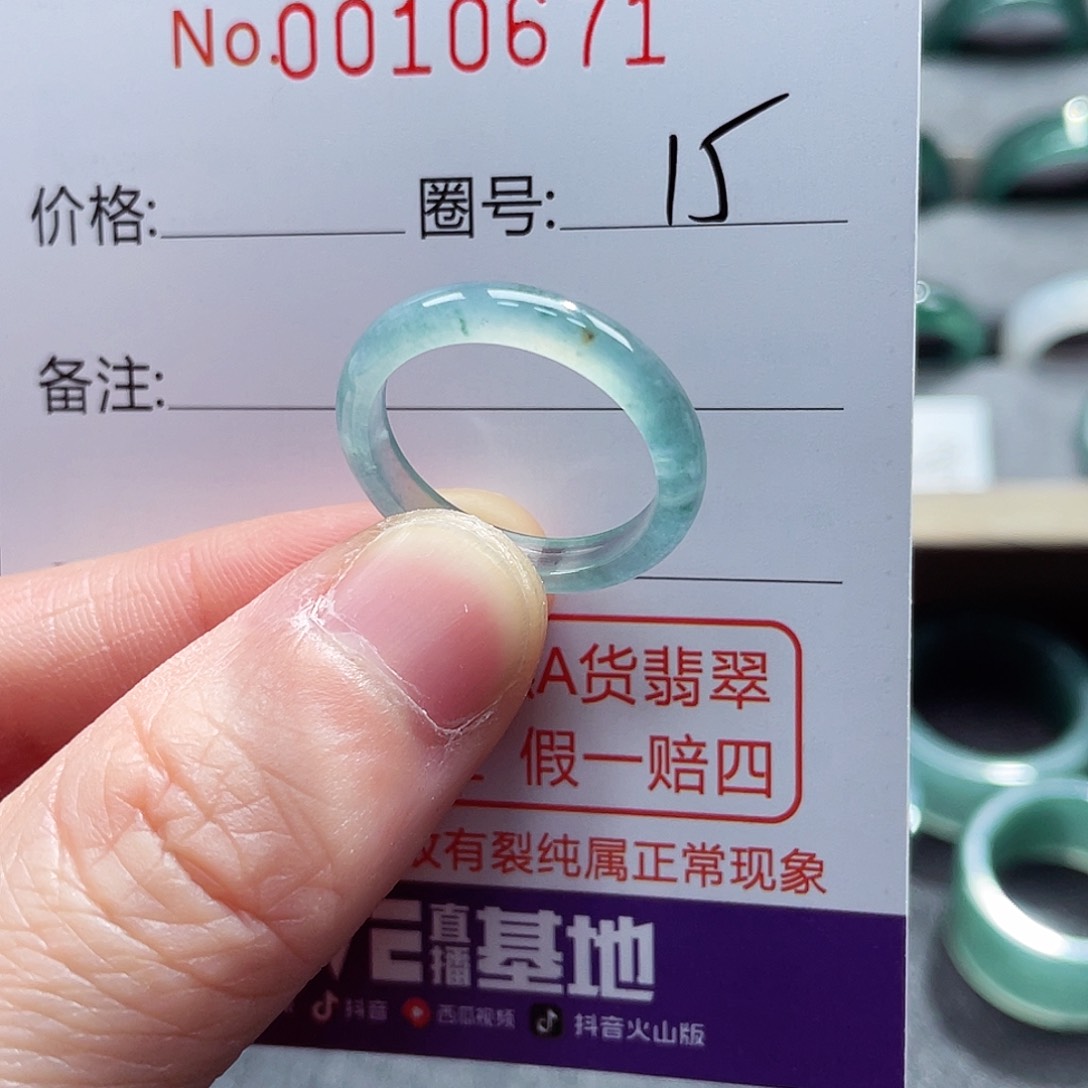 No.0010671
价格: 圈号: 15
备注:
A货翡翠
假一赔四
有裂纯属正常现象
直播基地
抖音 西瓜视频 抖音火山版